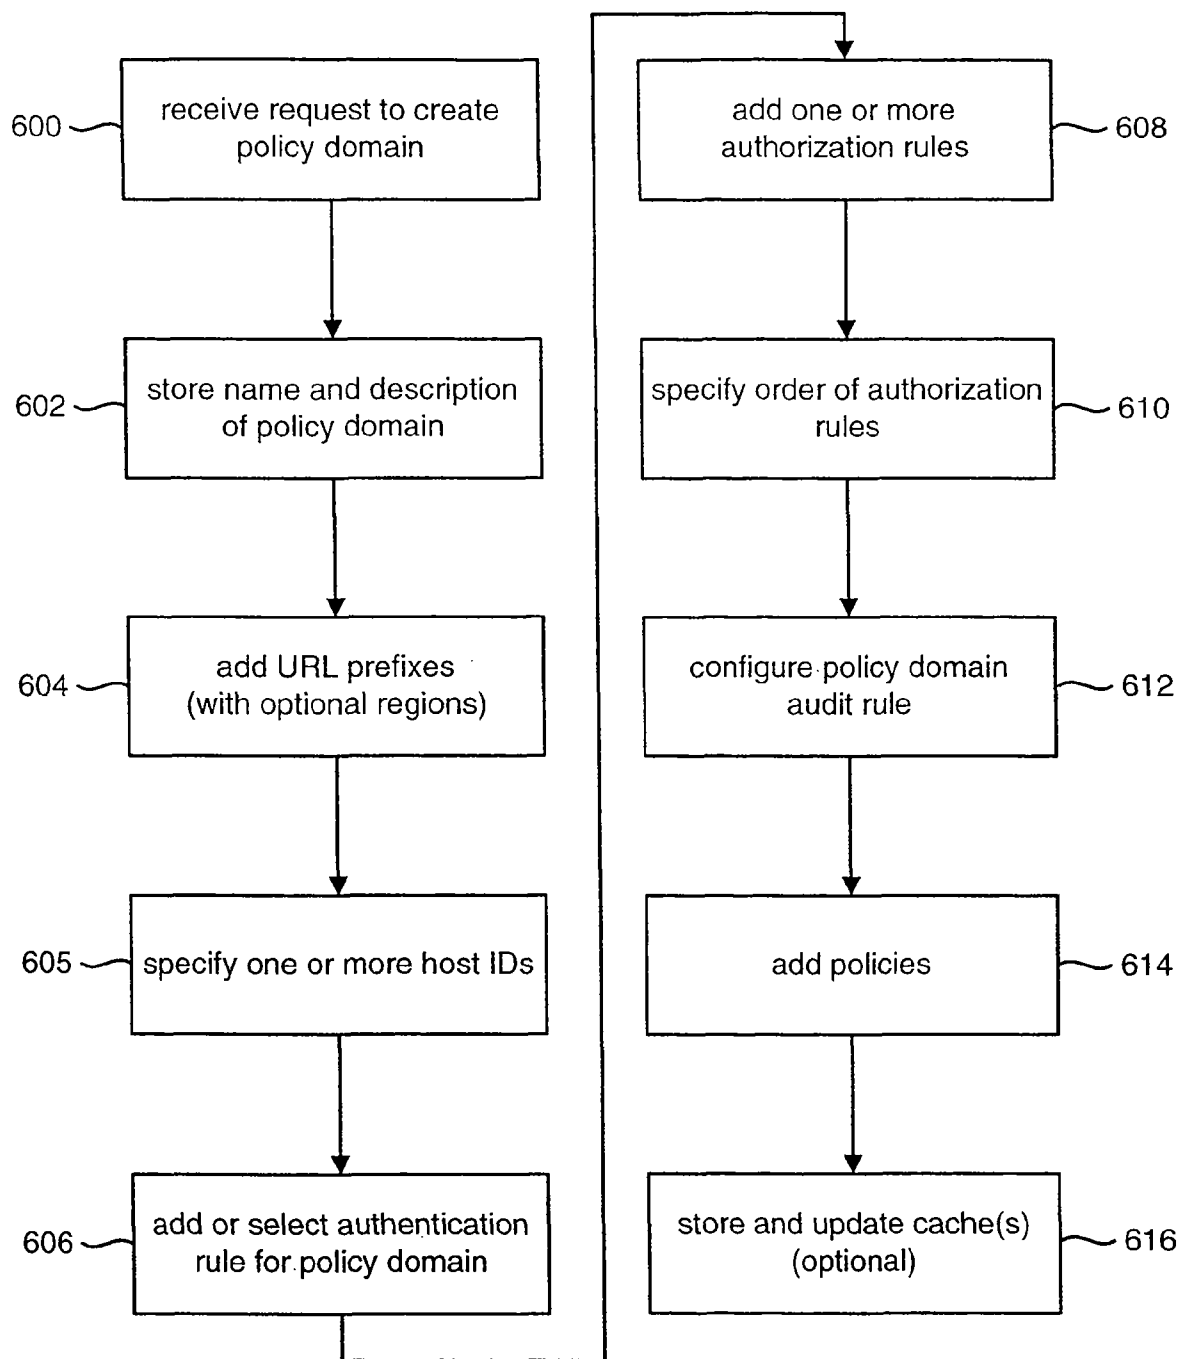 600
receive request to create
policy domain
602
store name and description
of policy domain
604
add URL prefixes
(with optional regions)
605
specify one or more host IDs
606
add or select authentication
rule for policy domain
add one or more
authorization rules
608
specify order of authorization
rules
610
configure policy domain
audit rule
612
add policies
614
store and update cache(s)
(optional)
616